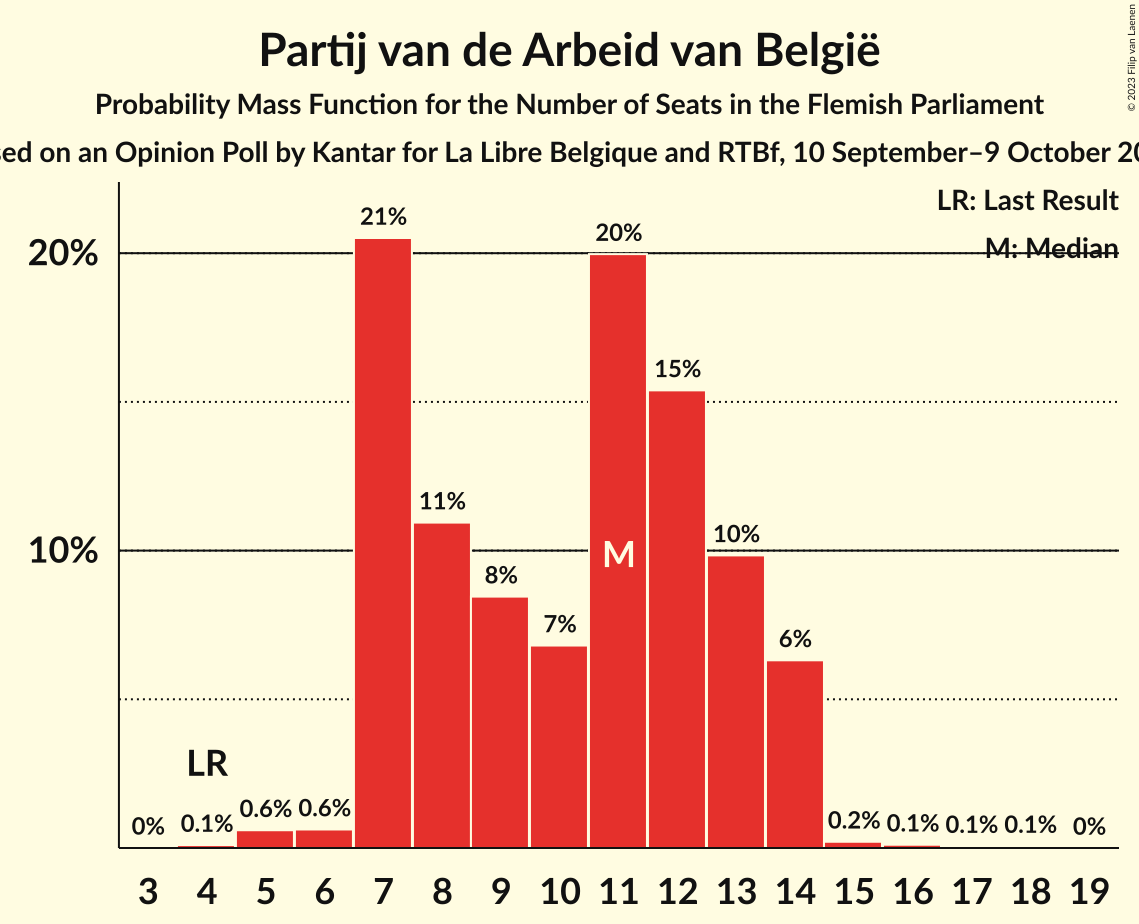 Partij van de Arbeid van België
Probability Mass Function for the Number of Seats in the Flemish Parliament
on an Opinion Poll by Kantar for La Libre Belgique and RTBf, 10 September–9 October
© 2023 Filip van Laenen
LR: Last Result
M: Median
20%
10%
0%
0.1%
0.6%
0.6%
21%
11%
8%
7%
20%
15%
10%
6%
0.2%
0.1%
0.1%
0.1%
0%
LR
M
3 4 5 6 7 8 9 10 11 12 13 14 15 16 17 18 19